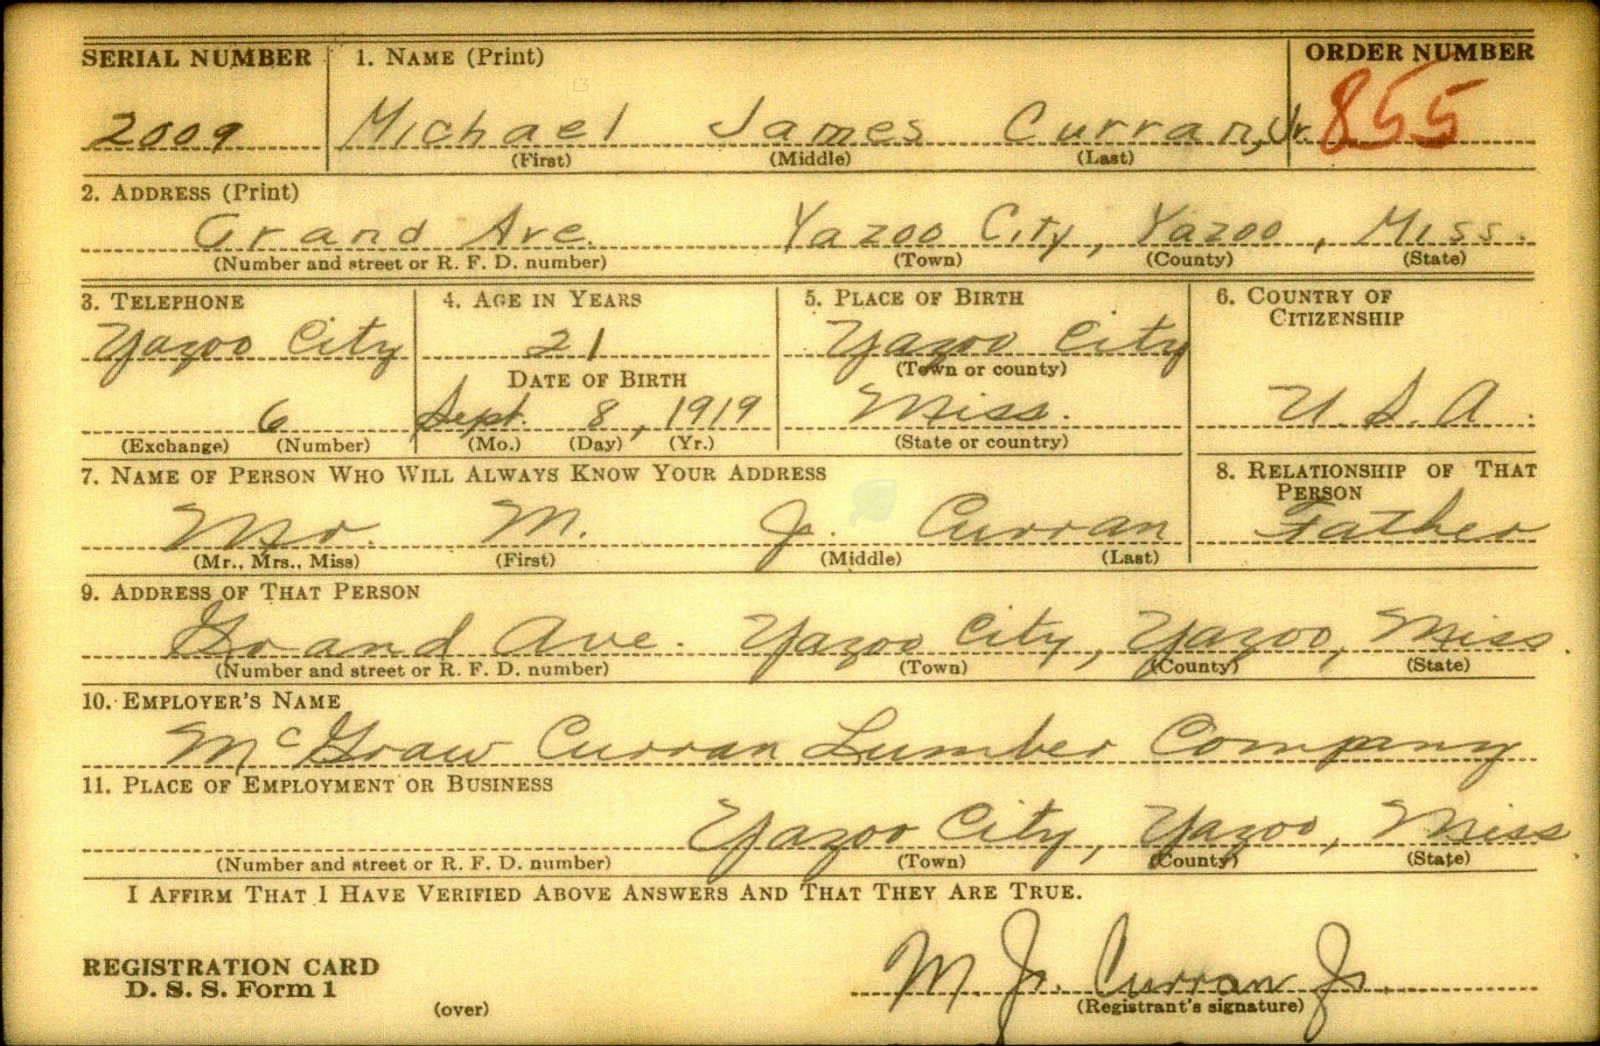 SERIAL NUMBER 1. NAME (Print) ORDER NUMBER
2009 Michael James Curran, Jr. 855
(First) (Middle) (Last)
2. ADDRESS (Print)
Grand Ave. Yazoo City, Yazoo, Miss.
(Number and street or R. F. D. number) (Town) (County) (State)
3. TELEPHONE 4. AGE IN YEARS 5. PLACE OF BIRTH 6. COUNTRY OF
CITIZENSHIP
Yazoo City 21 Yazoo City
(Town or county)
DATE OF BIRTH
6 Sept. 8, 1919 Miss. U. S. A.
(Exchange) (Number) (Mo.) (Day) (Yr.) (State or country)
7. NAME OF PERSON WHO WILL ALWAYS KNOW YOUR ADDRESS 8. RELATIONSHIP OF THAT
PERSON
Mr. M. J. Curran Father
(Mr., Mrs., Miss) (First) (Middle) (Last)
9. ADDRESS OF THAT PERSON
Grand Ave. Yazoo City, Yazoo, Miss.
(Number and street or R. F. D. number) (Town) (County) (State)
10. EMPLOYER'S NAME
McGraw Curran Lumber Company
11. PLACE OF EMPLOYMENT OR BUSINESS
Yazoo City, Yazoo, Miss.
(Number and street or R. F. D. number) (Town) (County) (State)
I AFFIRM THAT I HAVE VERIFIED ABOVE ANSWERS AND THAT THEY ARE TRUE.
REGISTRATION CARD
D. S. S. Form 1 M. J. Curran Jr.
(over) (Registrant's signature)